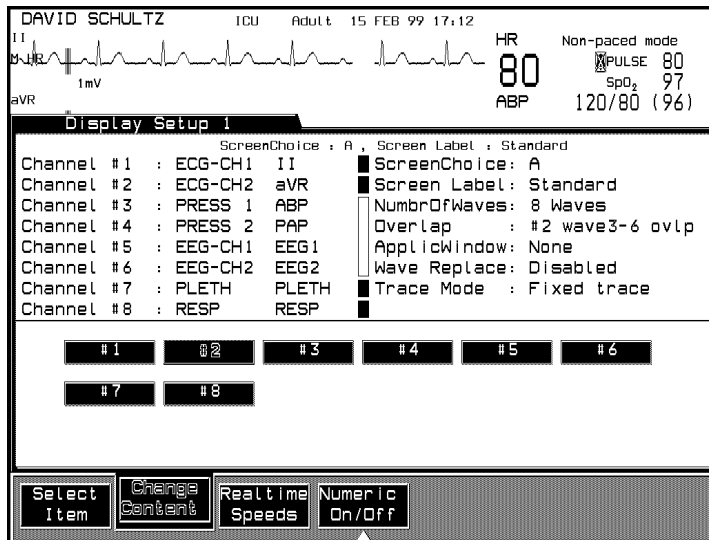 DAVID SCHULTZ ICU Adult 15 FEB 99 17:12
II
HR Non-paced mode
M HR
80 PULSE 80
1mV
SpO2 97
aVR
ABP 120/80 (96)
Display Setup 1
ScreenChoice : A , Screen Label : Standard
Channel #1 : ECG-CH1 II ScreenChoice: A
Channel #2 : ECG-CH2 aVR Screen Label: Standard
Channel #3 : PRESS 1 ABP NumbrOfWaves: 8 Waves
Channel #4 : PRESS 2 PAP Overlap : #2 wave3-6 ovlp
Channel #5 : EEG-CH1 EEG1 ApplicWindow: None
Channel #6 : EEG-CH2 EEG2 Wave Replace: Disabled
Channel #7 : PLETH PLETH Trace Mode : Fixed trace
Channel #8 : RESP RESP
#1 #2 #3 #4 #5 #6
#7 #8
Select Item
Change Content
Realtime Speeds
Numeric On/Off